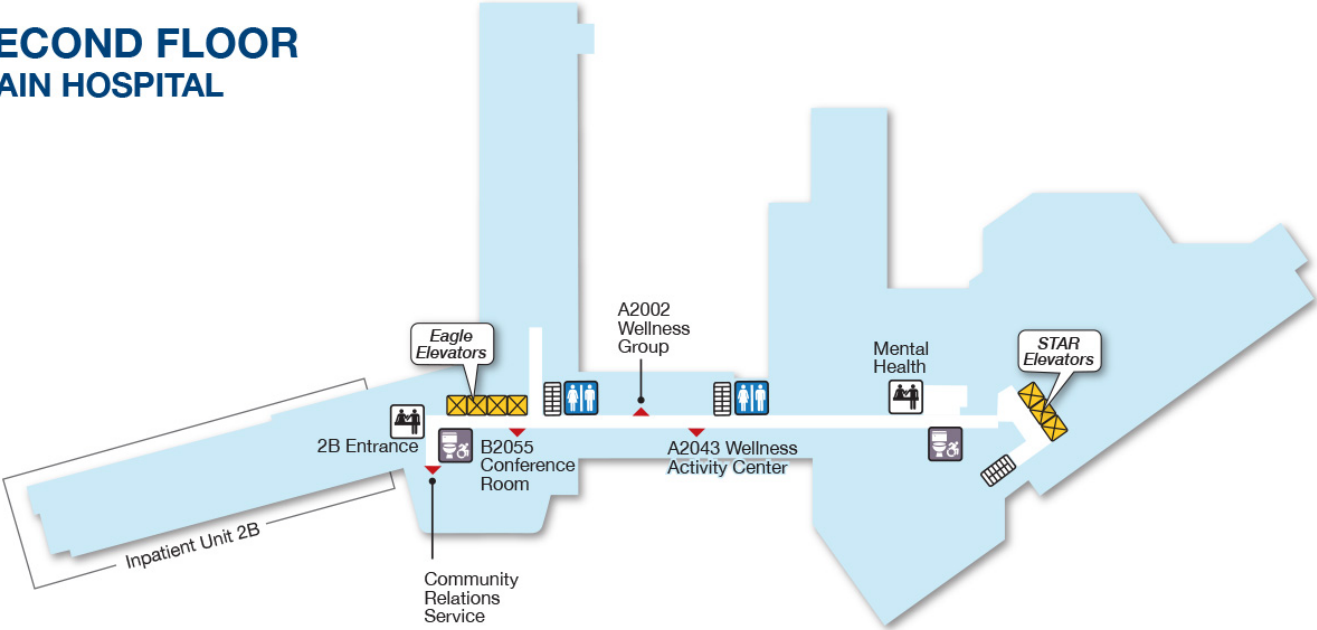 ECOND FLOOR
AIN HOSPITAL
A2002
Wellness
Group
Eagle
Elevators
STAR
Elevators
Mental
Health
2B Entrance
B2055
Conference
Room
A2043 Wellness
Activity Center
Inpatient Unit 2B
Community
Relations
Service